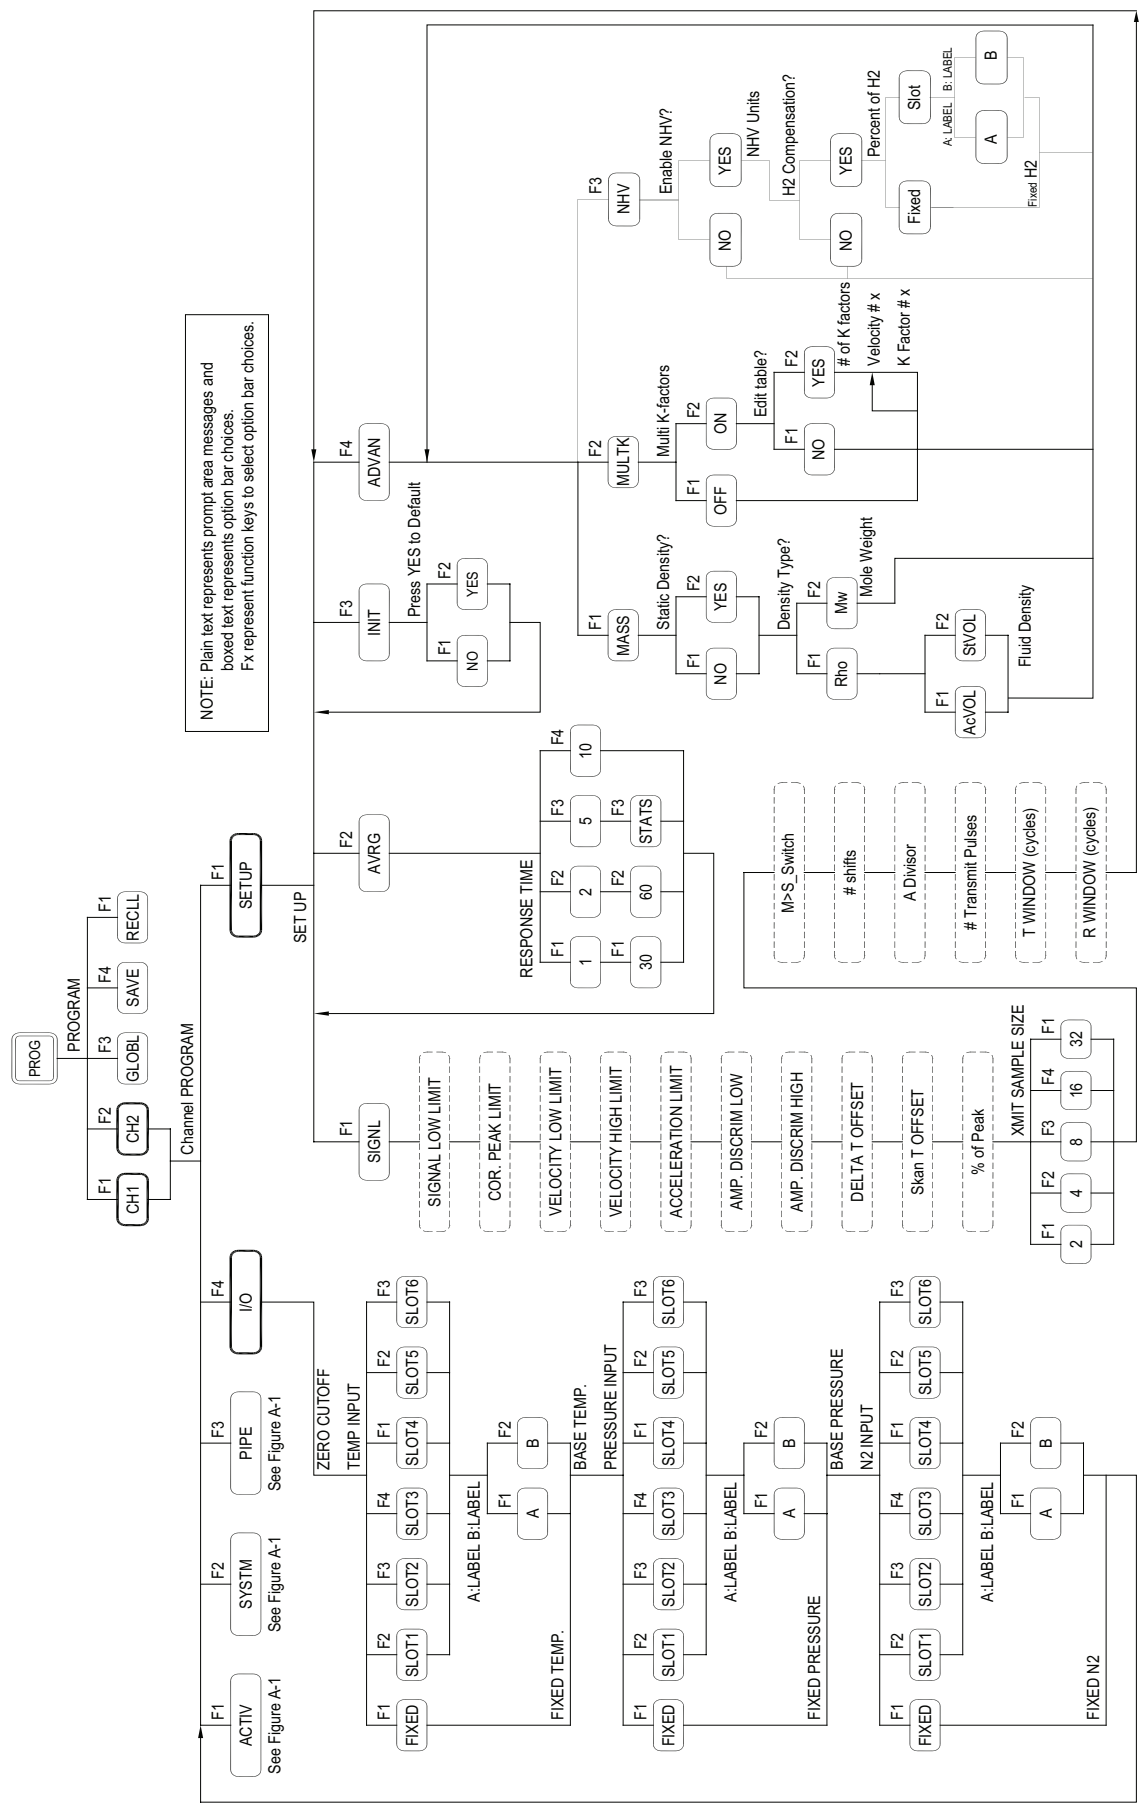 PROG
PROGRAM
F1
CH1
F2
CH2
F3
GLOBL
F4
SAVE
F1
RECLL
Channel PROGRAM
F1
ACTIV
See Figure A-1
F2
SYSTM
See Figure A-1
F3
PIPE
See Figure A-1
F4
I/O
F1
SETUP
NOTE: Plain text represents prompt area messages and
boxed text represents option bar choices.
Fx represent function keys to select option bar choices.
ZERO CUTOFF
TEMP INPUT
F1
FIXED
F2
SLOT1
F3
SLOT2
F4
SLOT3
F1
SLOT4
F2
SLOT5
F3
SLOT6
A:LABEL B:LABEL
F1
A
F2
B
FIXED TEMP.
BASE TEMP.
PRESSURE INPUT
F1
FIXED
F2
SLOT1
F3
SLOT2
F4
SLOT3
F1
SLOT4
F2
SLOT5
F3
SLOT6
A:LABEL B:LABEL
F1
A
F2
B
FIXED PRESSURE
BASE PRESSURE
N2 INPUT
F1
FIXED
F2
SLOT1
F3
SLOT2
F4
SLOT3
F1
SLOT4
F2
SLOT5
F3
SLOT6
A:LABEL B:LABEL
F1
A
F2
B
FIXED N2
SET UP
F1
SIGNL
SIGNAL LOW LIMIT
COR. PEAK LIMIT
VELOCITY LOW LIMIT
VELOCITY HIGH LIMIT
ACCELERATION LIMIT
AMP. DISCRIM LOW
AMP. DISCRIM HIGH
DELTA T OFFSET
Skan T OFFSET
% of Peak
XMIT SAMPLE SIZE
F1
2
F2
4
F3
8
F4
16
F1
32
M>S_Switch
# shifts
A Divisor
# Transmit Pulses
T WINDOW (cycles)
R WINDOW (cycles)
F2
AVRG
RESPONSE TIME
F1
1
F2
2
F3
5
F4
10
F1
30
F2
60
F3
STATS
F3
INIT
Press YES to Default
F1
NO
F2
YES
F4
ADVAN
F1
MASS
Static Density?
F1
NO
F2
YES
Density Type?
F1
Rho
F2
Mw
Mole Weight
F1
AcVOL
F2
StVOL
Fluid Density
F2
MULTK
Multi K-factors
F1
OFF
F2
ON
Edit table?
F1
NO
F2
YES
# of K factors
Velocity # x
K Factor # x
F3
NHV
Enable NHV?
NO
YES
NHV Units
H2 Compensation?
NO
YES
Percent of H2
Fixed
Slot
A: LABEL B: LABEL
A
B
Fixed H2